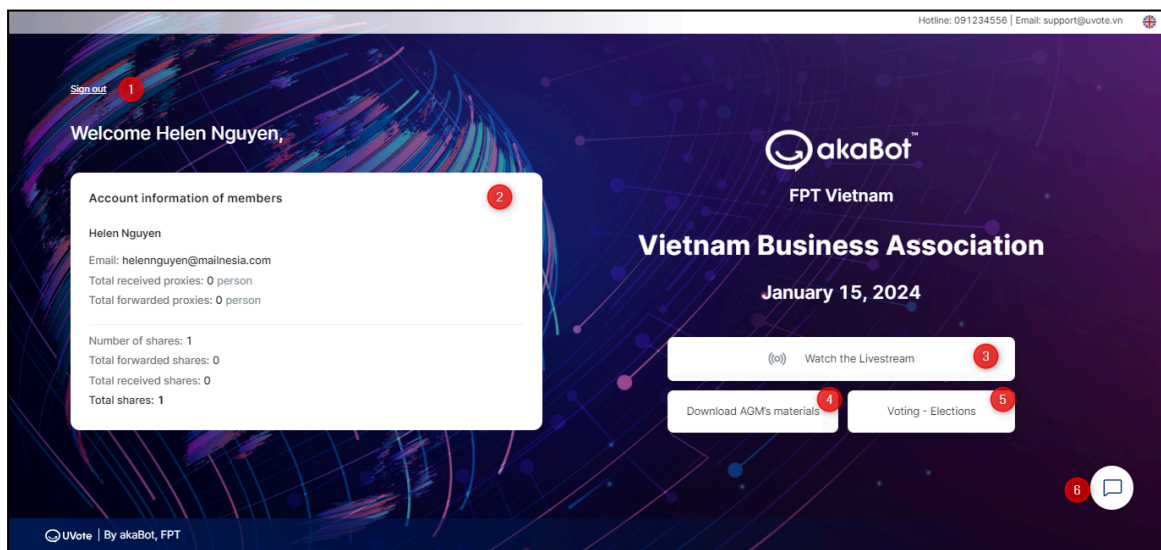 Hotline: 091234556 | Email: support@uvote.vn
Sign out 1
Welcome Helen Nguyen,
Account information of members 2
Helen Nguyen
Email: helennguyen@mailnesia.com
Total received proxies: 0 person
Total forwarded proxies: 0 person
Number of shares: 1
Total forwarded shares: 0
Total received shares: 0
Total shares: 1
akaBot™
FPT Vietnam
Vietnam Business Association
January 15, 2024
Watch the Livestream 3
Download AGM's materials 4
Voting - Elections 5
6
UVote | By akaBot, FPT